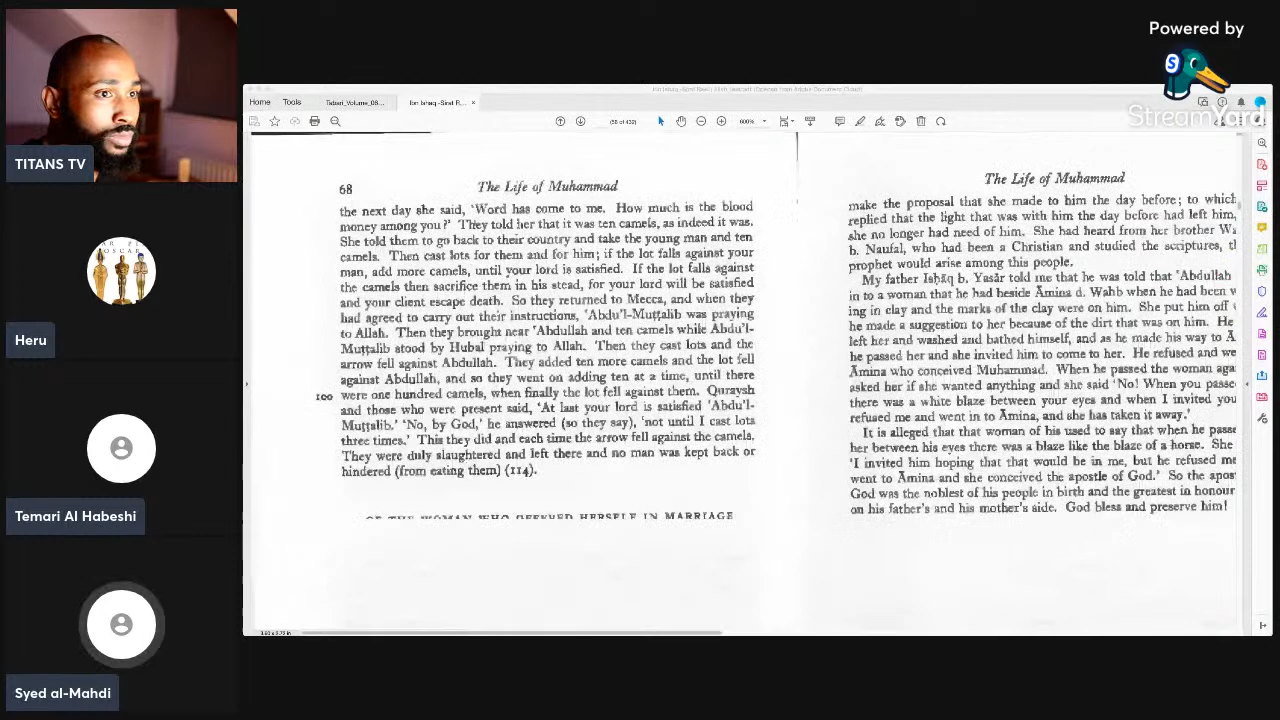 TITANS TV
Heru
Temari Al Habeshi
Syed al-Mahdi
Powered by
S
StreamYard
Home Tools Tabari_Volume_06... Ibn Ishaq -Sirat R... ×
(58 of 432) 600%
68 The Life of Muhammad
the next day she said, ‘Word has come to me. How much is the blood
money among you?’ They told her that it was ten camels, as indeed it was.
She told them to go back to their country and take the young man and ten
camels. Then cast lots for them and for him; if the lot falls against your
man, add more camels, until your lord is satisfied. If the lot falls against
the camels then sacrifice them in his stead, for your lord will be satisfied
and your client escape death. So they returned to Mecca, and when they
had agreed to carry out their instructions, ‘Abdu’l-Muṭṭalib was praying
to Allah. Then they brought near ‘Abdullah and ten camels while Abdu’l-
Muṭṭalib stood by Hubal praying to Allah. Then they cast lots and the
arrow fell against Abdullah. They added ten more camels and the lot fell
against Abdullah, and so they went on adding ten at a time, until there
100 were one hundred camels, when finally the lot fell against them. Quraysh
and those who were present said, ‘At last your lord is satisfied ‘Abdu’l-
Muṭṭalib.’ ‘No, by God,’ he answered (so they say), ‘not until I cast lots
three times.’ This they did and each time the arrow fell against the camels.
They were duly slaughtered and left there and no man was kept back or
hindered (from eating them) (114).
OF THE WOMAN WHO OFFERED HERSELF IN MARRIAGE
The Life of Muhammad
make the proposal that she made to him the day before; to which
replied that the light that was with him the day before had left him,
she no longer had need of him. She had heard from her brother Wa
b. Naufal, who had been a Christian and studied the scriptures, th
prophet would arise among this people.
My father Isḥāq b. Yasār told me that he was told that ‘Abdullah
in to a woman that he had beside Āmina d. Wahb when he had been w
ing in clay and the marks of the clay were on him. She put him off
he made a suggestion to her because of the dirt that was on him. He
left her and washed and bathed himself, and as he made his way to Ā
he passed her and she invited him to come to her. He refused and we
Āmina who conceived Muhammad. When he passed the woman aga
asked her if she wanted anything and she said ‘No! When you passe
there was a white blaze between your eyes and when I invited you
refused me and went in to Āmina, and she has taken it away.’
It is alleged that that woman of his used to say that when he passe
her between his eyes there was a blaze like the blaze of a horse. She
‘I invited him hoping that that would be in me, but he refused me
went to Āmina and she conceived the apostle of God.’ So the apos
God was the noblest of his people in birth and the greatest in honour
on his father’s and his mother’s side. God bless and preserve him!